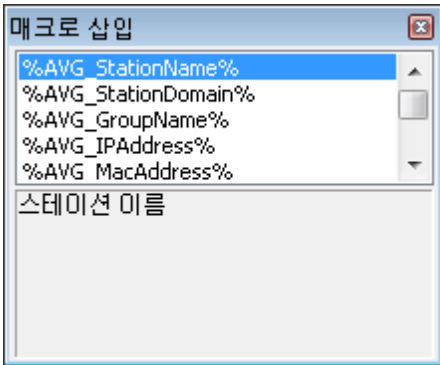 매크로 삽입
%AVG_StationName%
%AVG_StationDomain%
%AVG_GroupName%
%AVG_IPAddress%
%AVG_MacAddress%
스테이션 이름